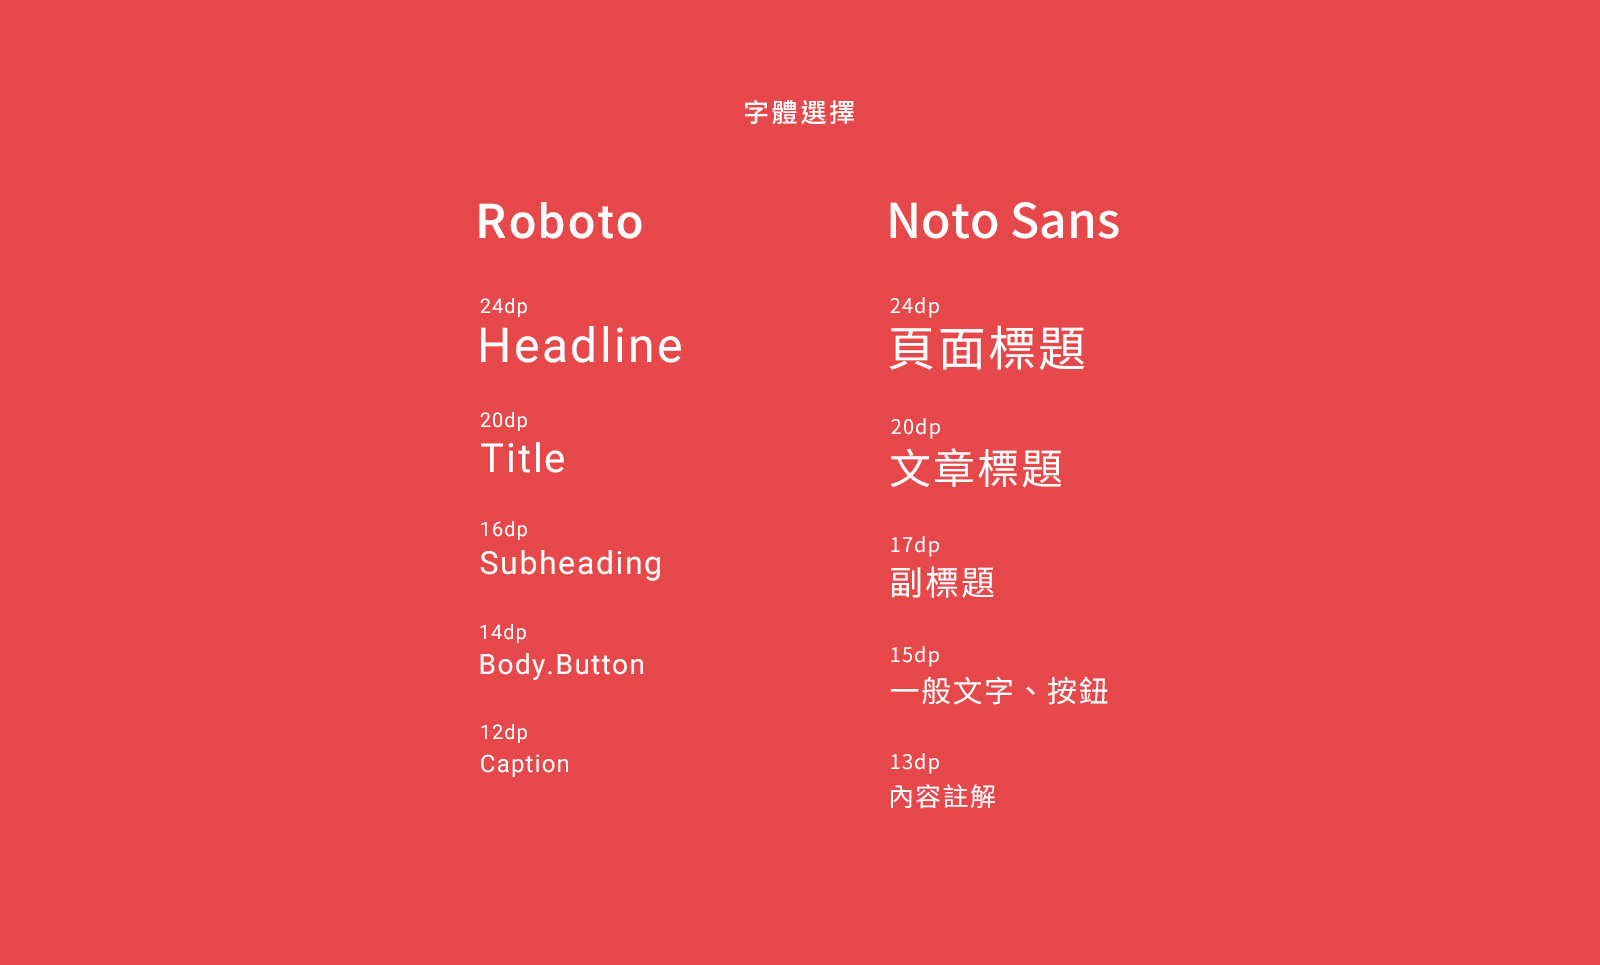 字體選擇
Roboto
24dp
Headline
20dp
Title
16dp
Subheading
14dp
Body.Button
12dp
Caption
Noto Sans
24dp
頁面標題
20dp
文章標題
17dp
副標題
15dp
一般文字、按鈕
13dp
內容註解